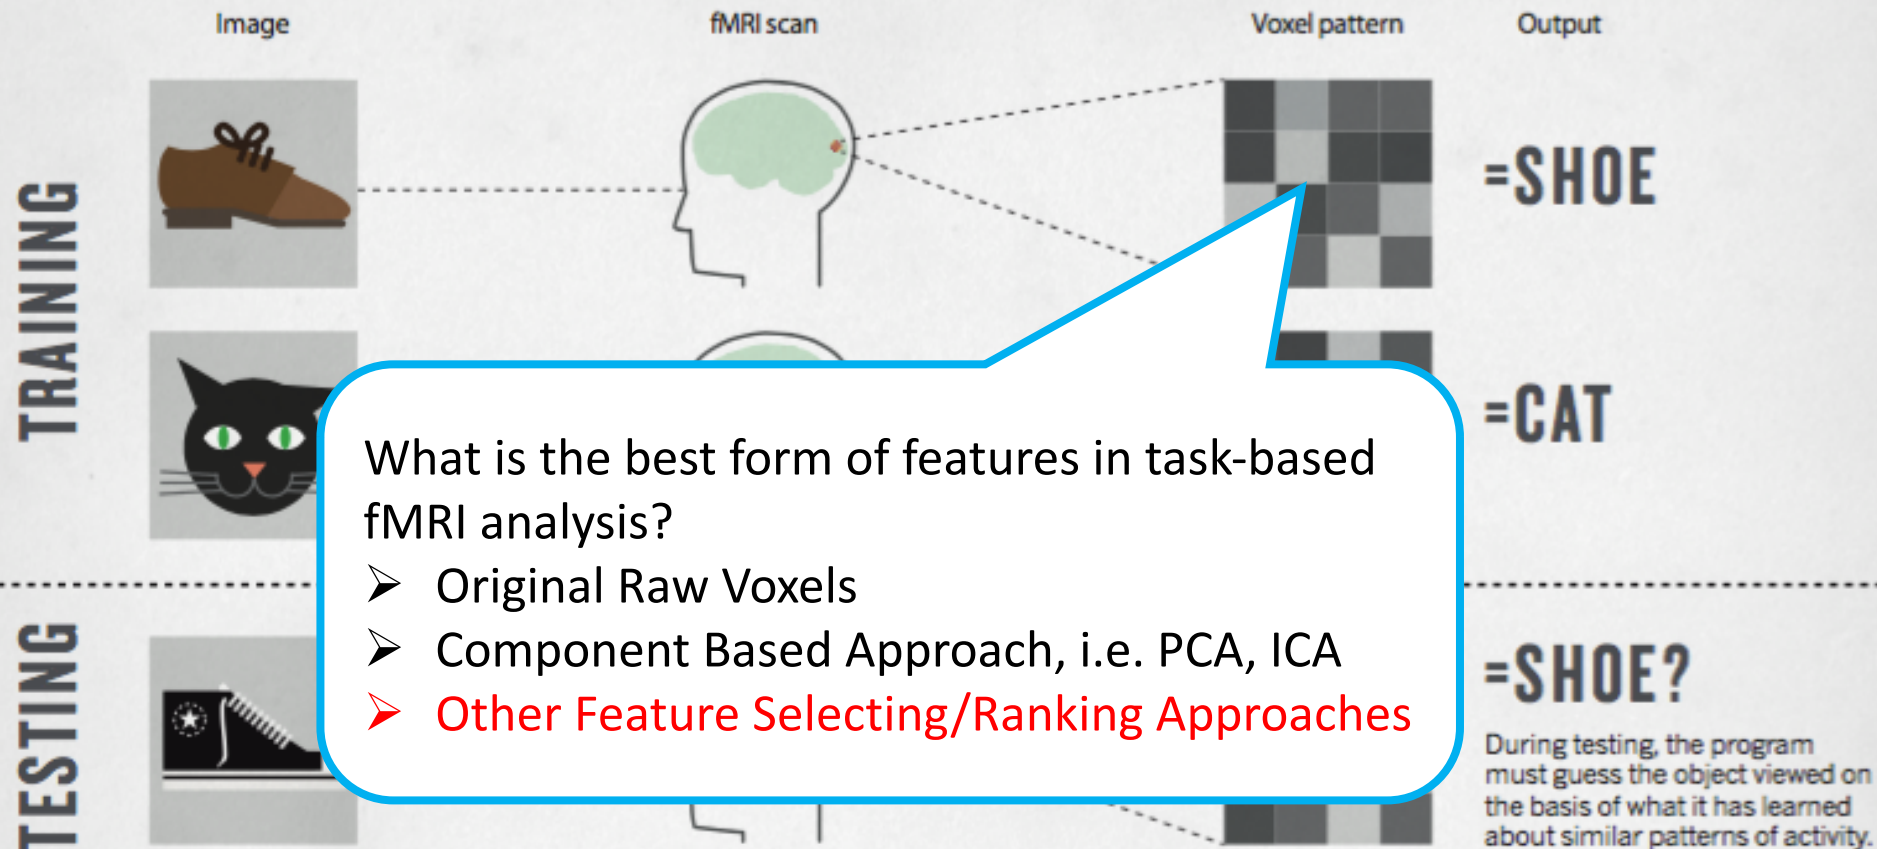 Image
fMRI scan
Voxel pattern
Output
TRAINING
=SHOE
=CAT
What is the best form of features in task-based
fMRI analysis?
➢ Original Raw Voxels
➢ Component Based Approach, i.e. PCA, ICA
➢ Other Feature Selecting/Ranking Approaches
TESTING
=SHOE?
During testing, the program
must guess the object viewed on
the basis of what it has learned
about similar patterns of activity.